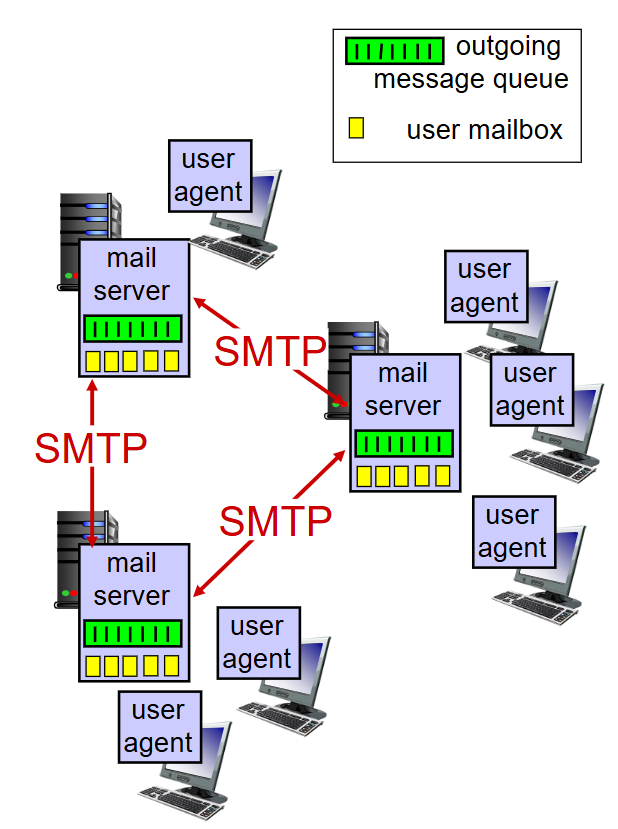 outgoing
message queue
user mailbox
user
agent
mail
server
SMTP
user
agent
mail
server
user
agent
SMTP
SMTP
user
agent
mail
server
user
agent
user
agent